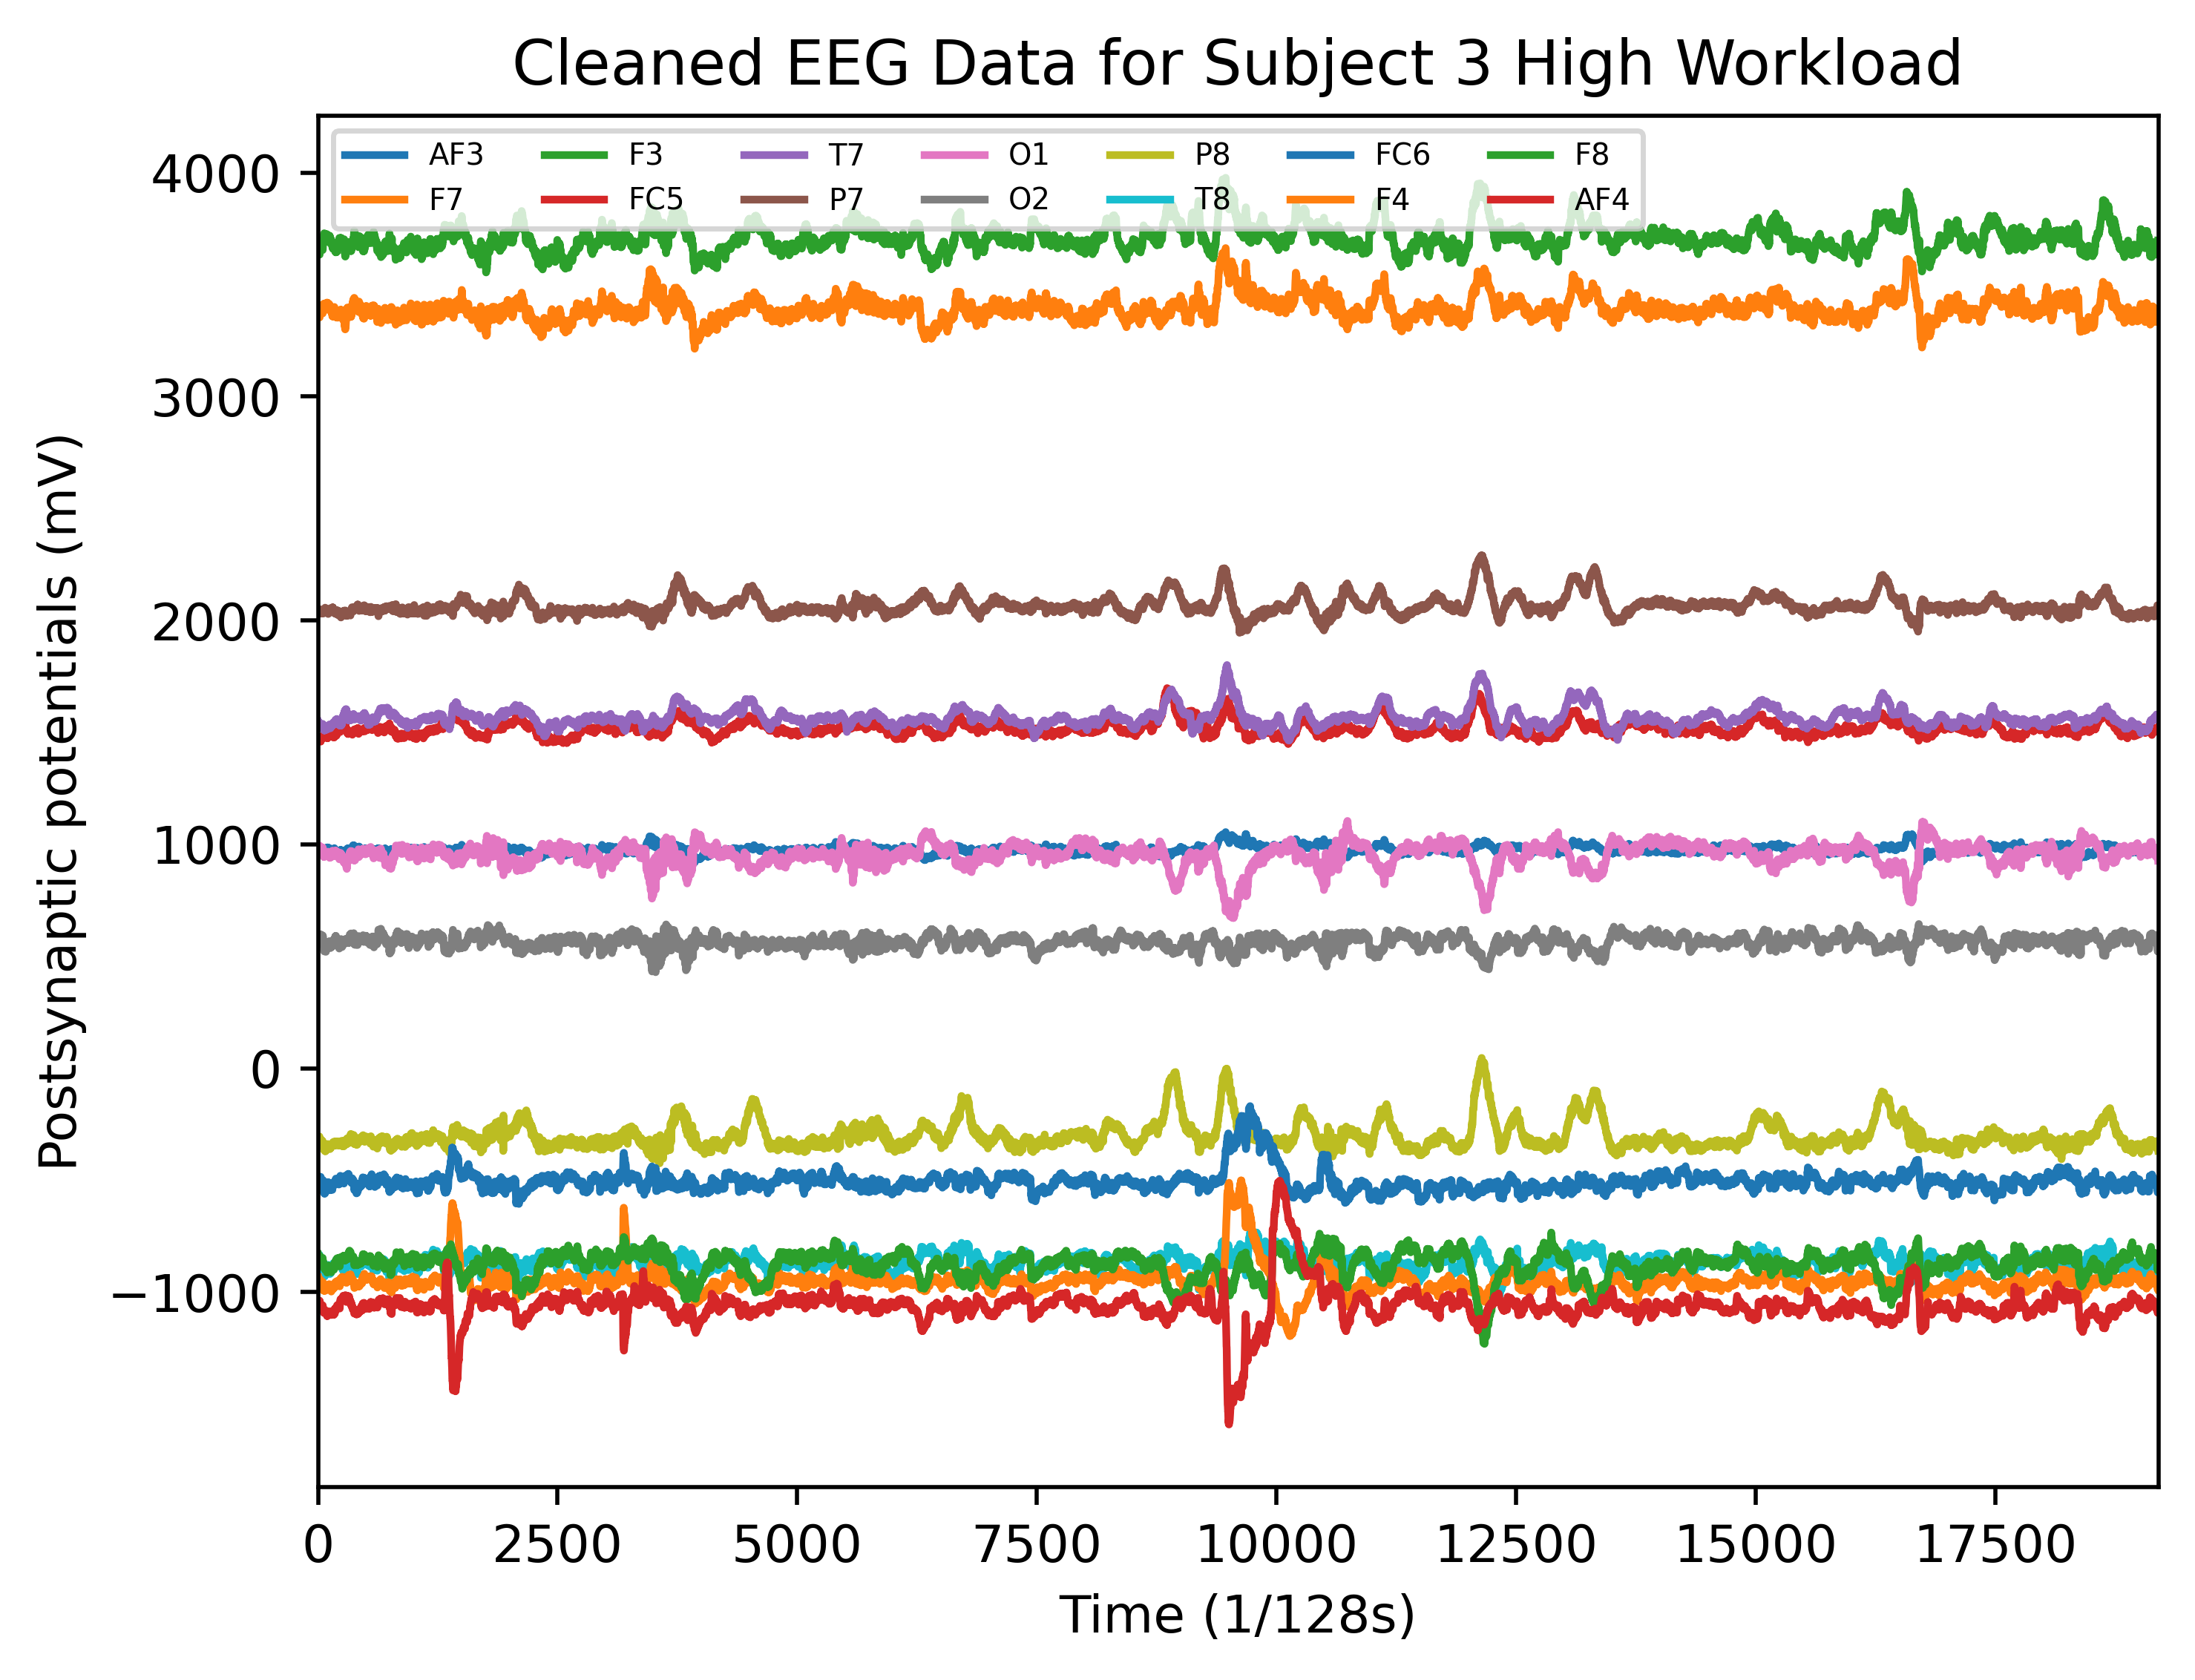 Cleaned EEG Data for Subject 3 High Workload
AF3 F3 T7 O1 P8 FC6 F8
F7 FC5 P7 O2 T8 F4 AF4
4000
3000
2000
1000
0
−1000
Postsynaptic potentials (mV)
0 2500 5000 7500 10000 12500 15000 17500
Time (1/128s)